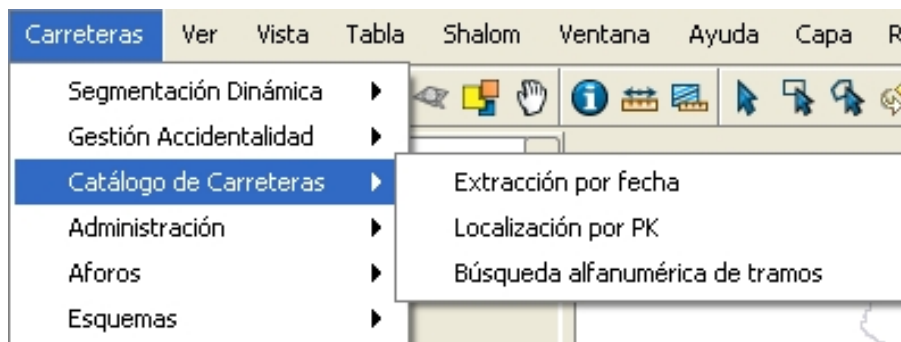 Carreteras Ver Vista Tabla Shalom Ventana Ayuda Capa
Segmentación Dinámica
Gestión Accidentalidad
Catálogo de Carreteras
Extracción por fecha
Administración
Localización por PK
Aforos
Búsqueda alfanumérica de tramos
Esquemas